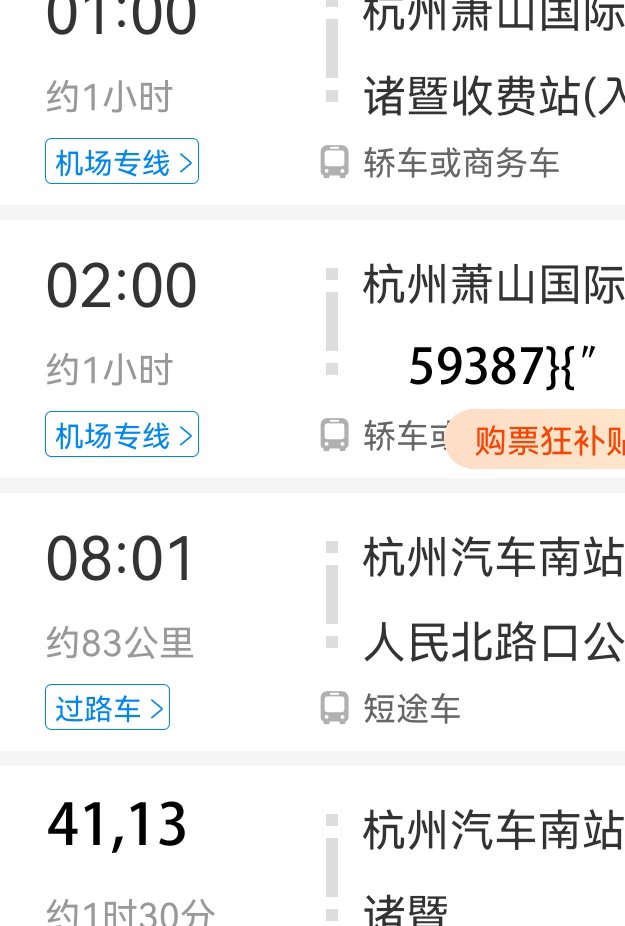 01:00
杭州萧山国际
约1小时
诸暨收费站(入
机场专线 >
轿车或商务车
02:00
杭州萧山国际
约1小时
59387}{"
机场专线 >
轿车或
购票狂补贴
08:01
杭州汽车南站
约83公里
人民北路口公
过路车 >
短途车
41,13
杭州汽车南站
约1时30分
诸暨